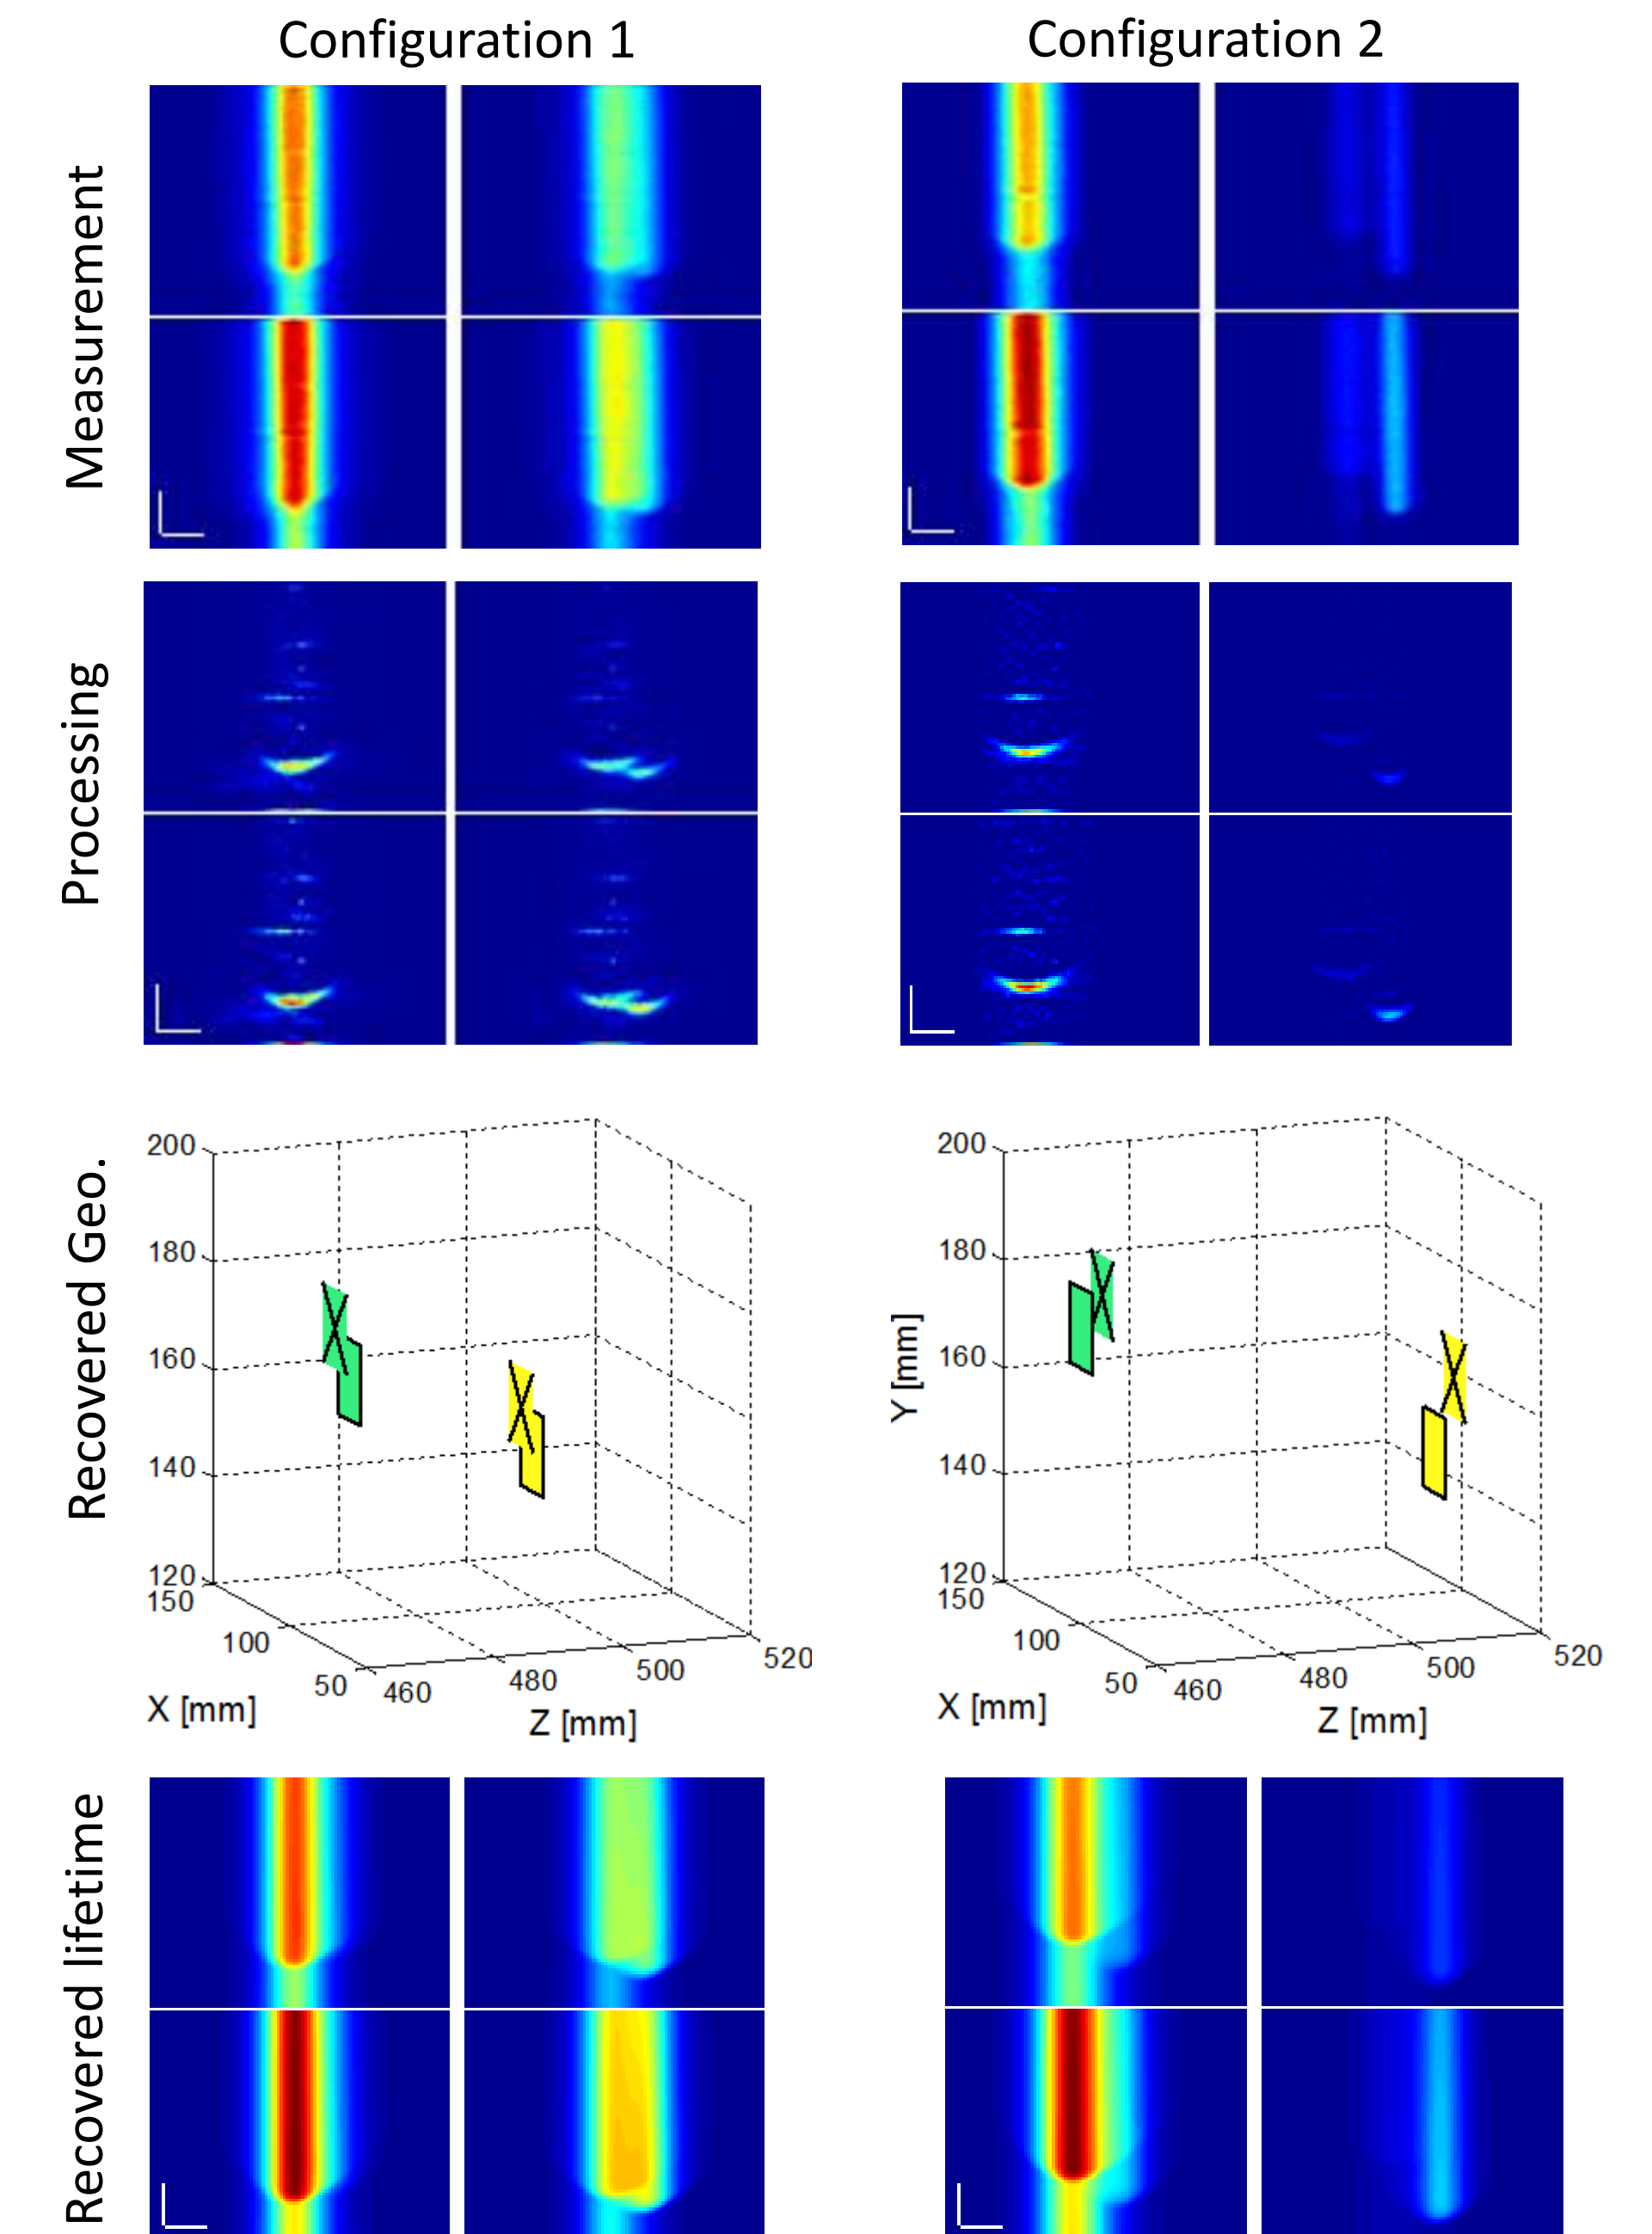 Configuration 1
Configuration 2
Measurement
Processing
Recovered Geo.
200
180
160
140
120
150
100
50
460
480
500
520
X [mm]
Z [mm]
200
180
160
140
120
150
100
50
460
480
500
520
Y [mm]
X [mm]
Z [mm]
Recovered lifetime